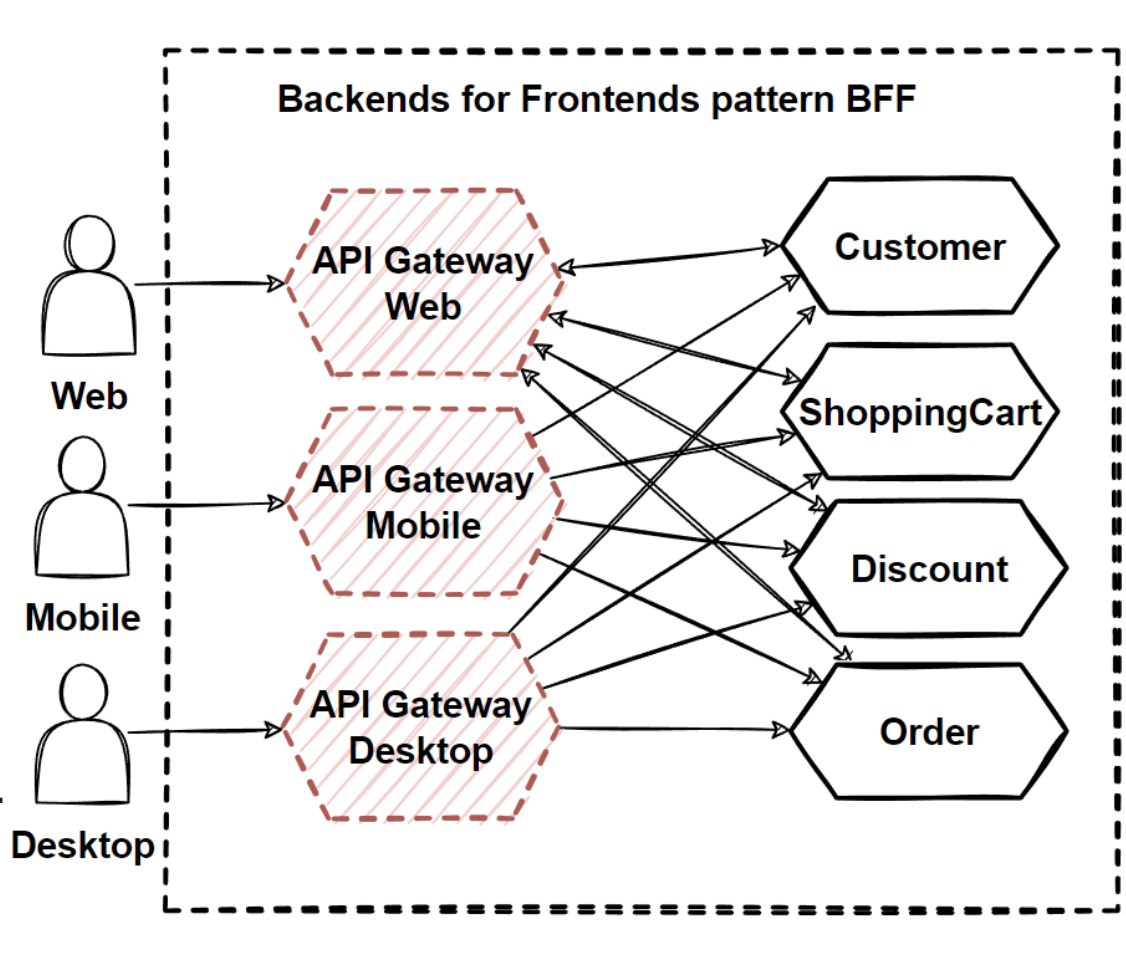 Backends for Frontends pattern BFF
API Gateway
Web
Customer
Web
ShoppingCart
API Gateway
Mobile
Discount
Mobile
API Gateway
Desktop
Order
Desktop